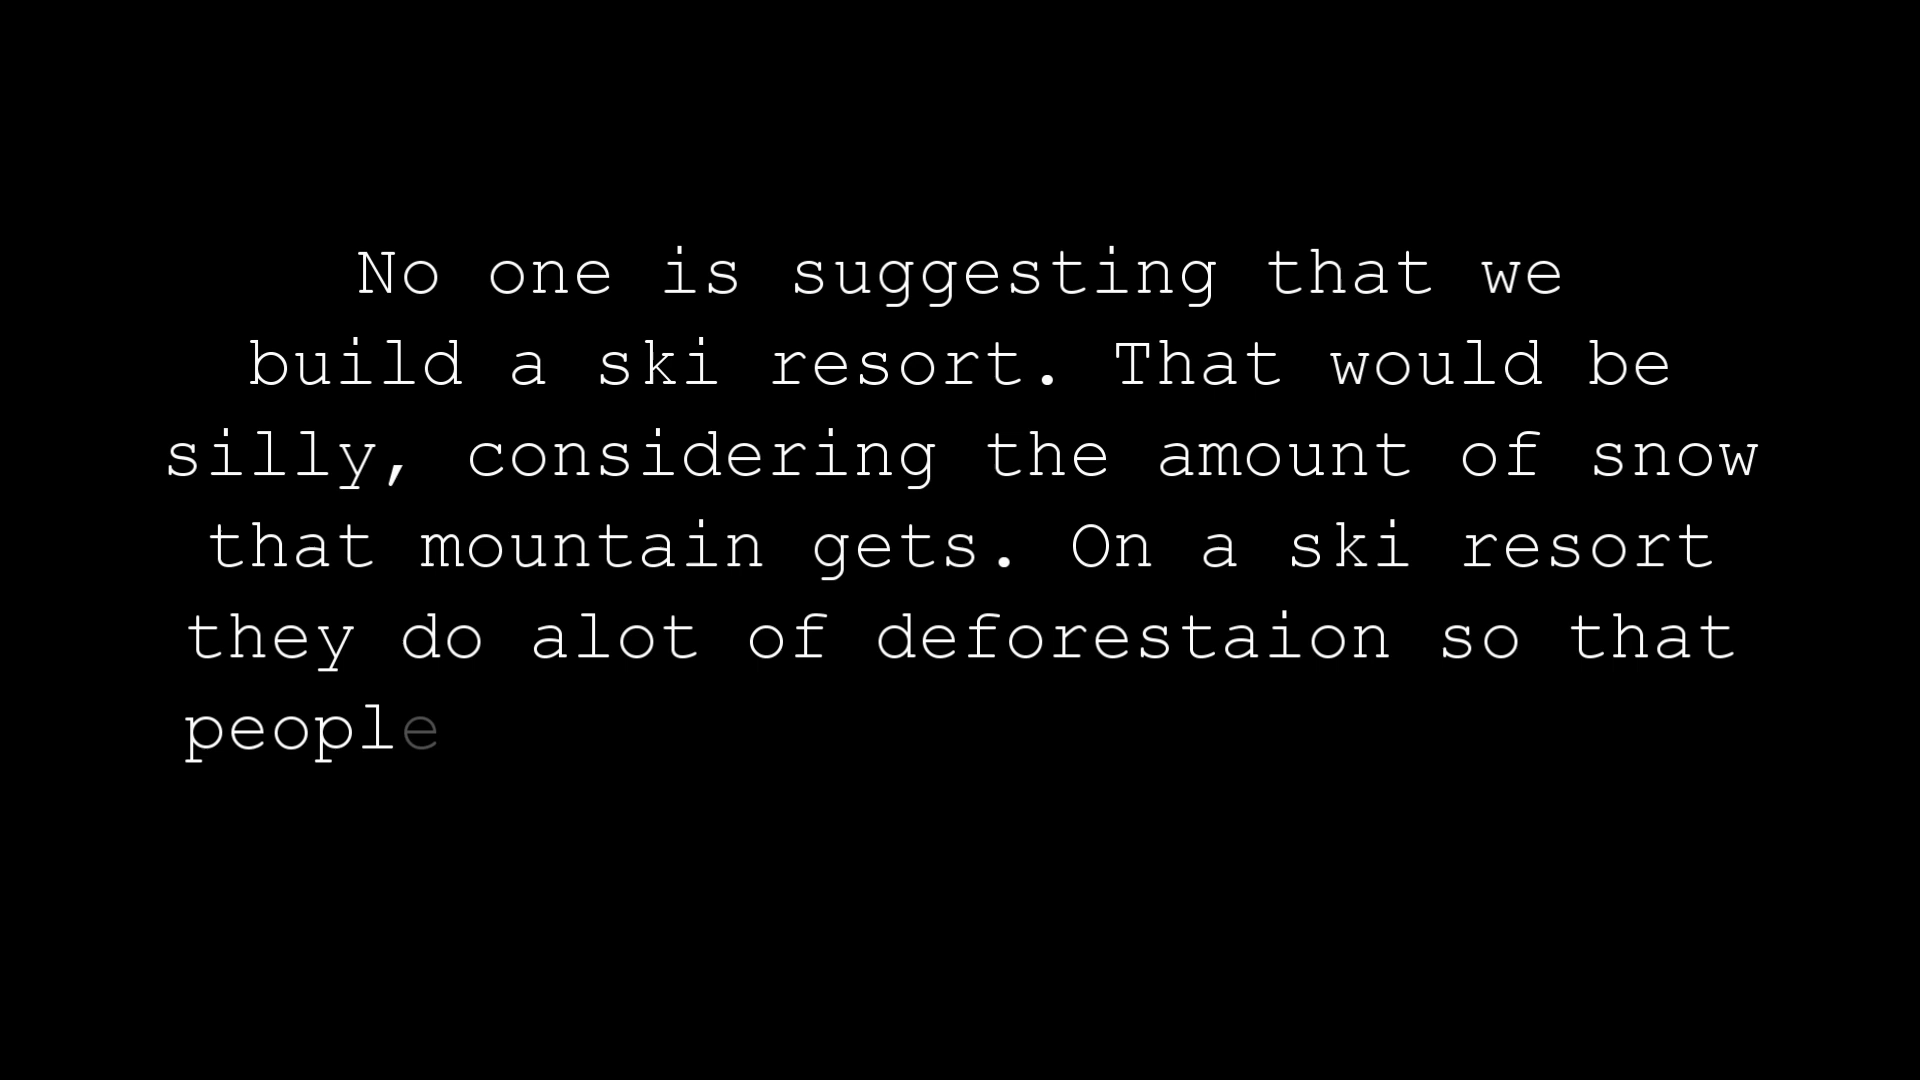 No one is suggesting that we
build a ski resort. That would be
silly, considering the amount of snow
that mountain gets. On a ski resort
they do alot of deforestaion so that
people